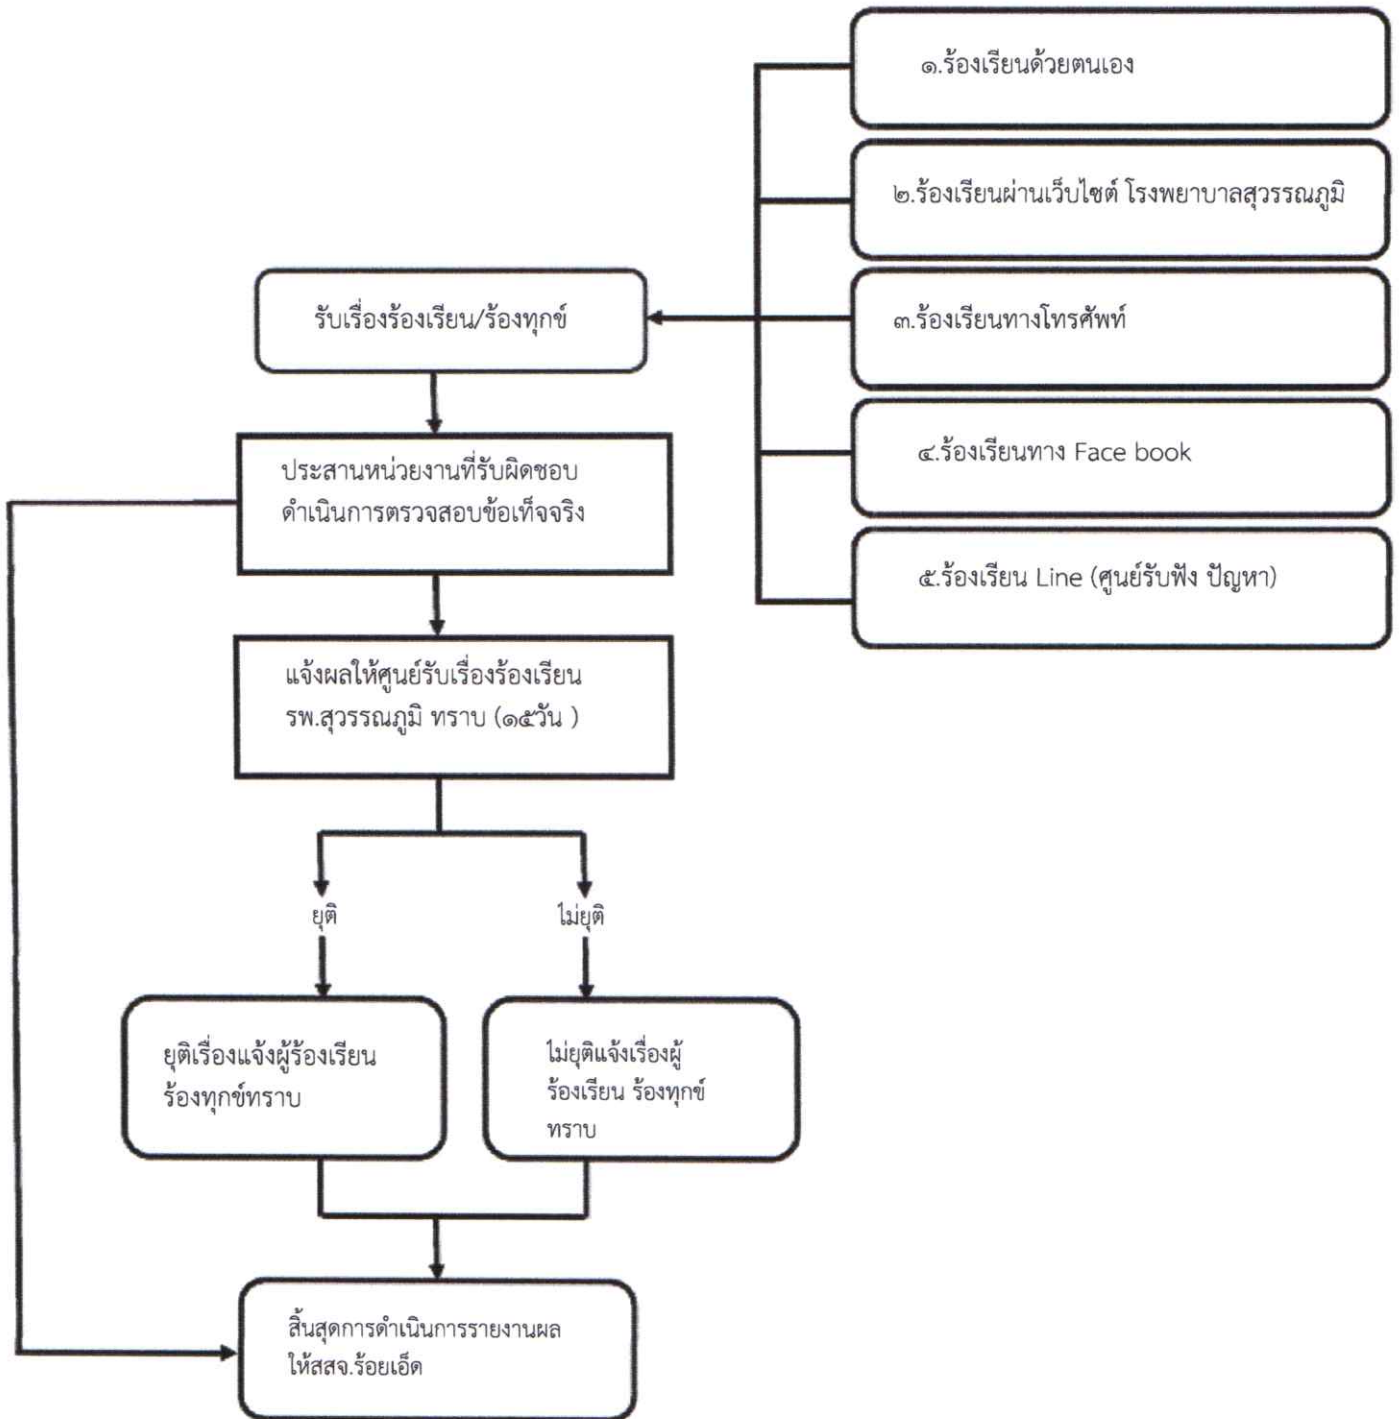 ๑.ร้องเรียนด้วยตนเอง
๒.ร้องเรียนผ่านเว็บไซต์ โรงพยาบาลสุวรรณภูมิ
๓.ร้องเรียนทางโทรศัพท์
๔.ร้องเรียนทาง Face book
๕.ร้องเรียน Line (ศูนย์รับฟัง ปัญหา)
รับเรื่องร้องเรียน/ร้องทุกข์
ประสานหน่วยงานที่รับผิดชอบ
ดำเนินการตรวจสอบข้อเท็จจริง
แจ้งผลให้ศูนย์รับเรื่องร้องเรียน
รพ.สุวรรณภูมิ ทราบ (๑๕วัน )
ยุติ
ไม่ยุติ
ยุติเรื่องแจ้งผู้ร้องเรียน
ร้องทุกข์ทราบ
ไม่ยุติแจ้งเรื่องผู้
ร้องเรียน ร้องทุกข์
ทราบ
สิ้นสุดการดำเนินการรายงานผล
ให้สสจ.ร้อยเอ็ด